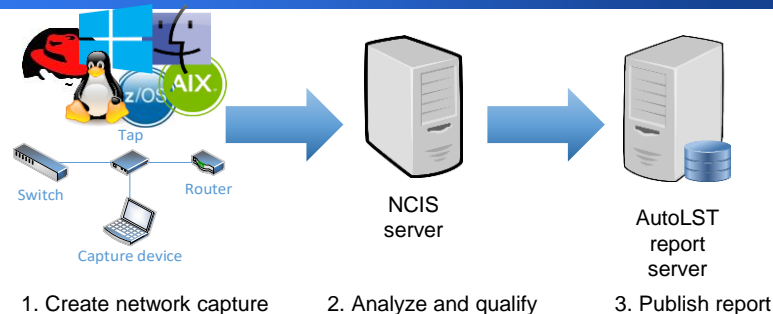 z/OS
AIX
Tap
Switch
Router
Capture device
NCIS
server
AutoLST
report
server
1. Create network capture
2. Analyze and qualify
3. Publish report